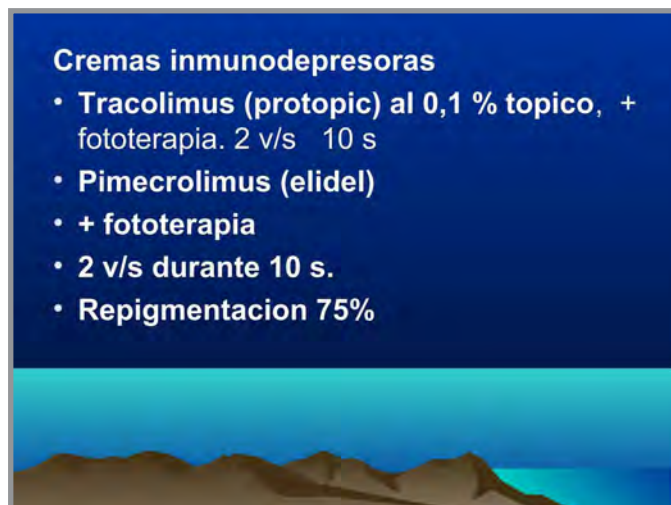 Cremas inmunodepresoras
• Tracolimus (protopic) al 0,1 % topico, +
fototerapia. 2 v/s 10 s
• Pimecrolimus (elidel)
• + fototerapia
• 2 v/s durante 10 s.
• Repigmentacion 75%